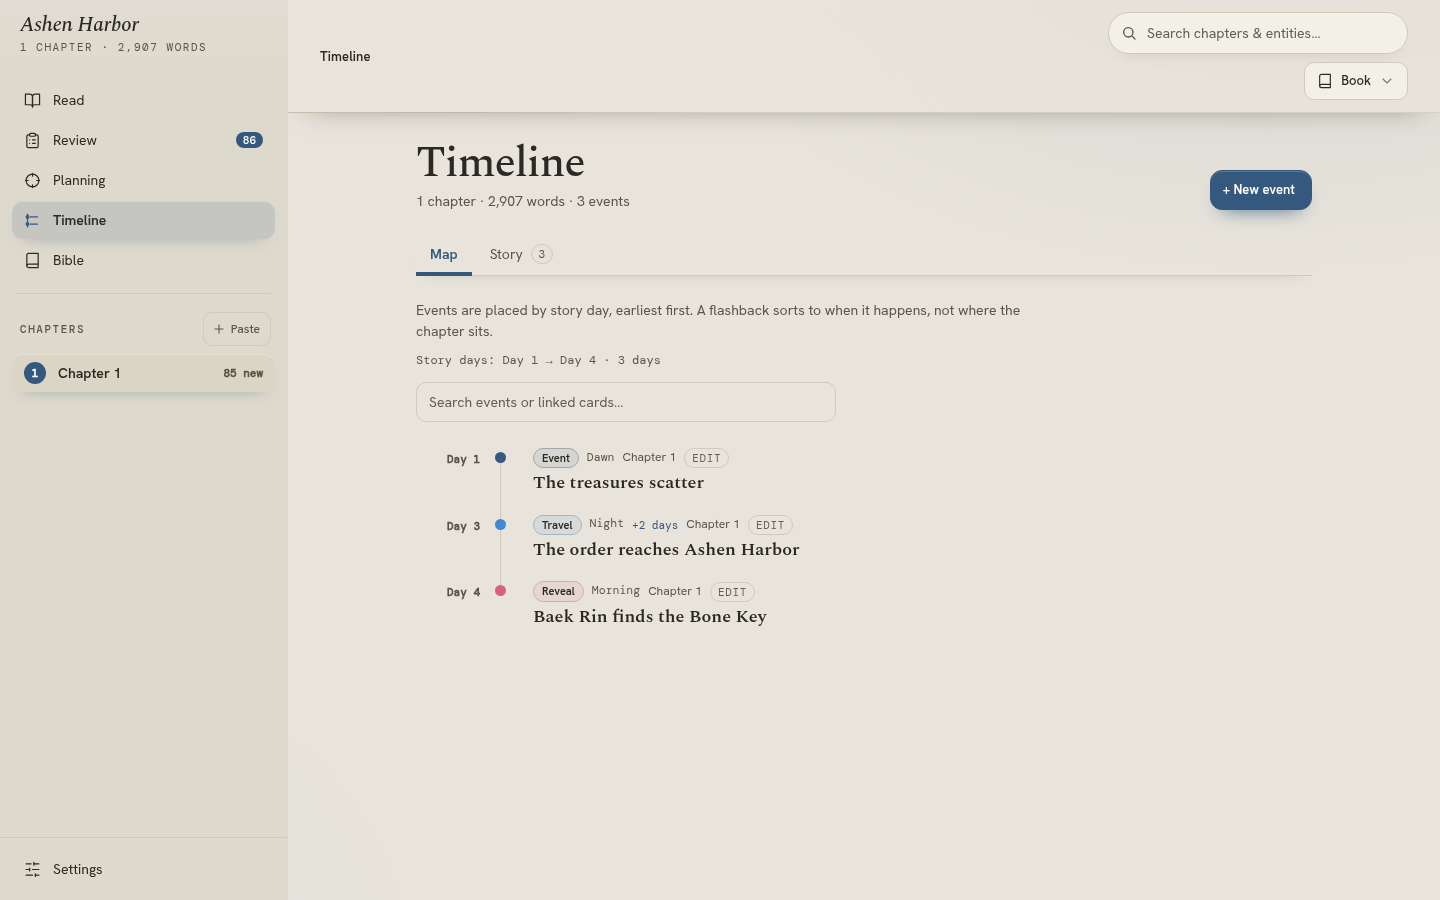 Ashen Harbor
1 CHAPTER · 2,907 WORDS
Read
Review 86
Planning
Timeline
Bible
CHAPTERS + Paste
1 Chapter 1 85 new
Settings
Timeline
Search chapters & entities…
Book
Timeline
1 chapter · 2,907 words · 3 events
+ New event
Map Story 3
Events are placed by story day, earliest first. A flashback sorts to when it happens, not where the
chapter sits.
Story days: Day 1 → Day 4 · 3 days
Search events or linked cards…
Day 1 Event Dawn Chapter 1 EDIT
The treasures scatter
Day 3 Travel Night +2 days Chapter 1 EDIT
The order reaches Ashen Harbor
Day 4 Reveal Morning Chapter 1 EDIT
Baek Rin finds the Bone Key